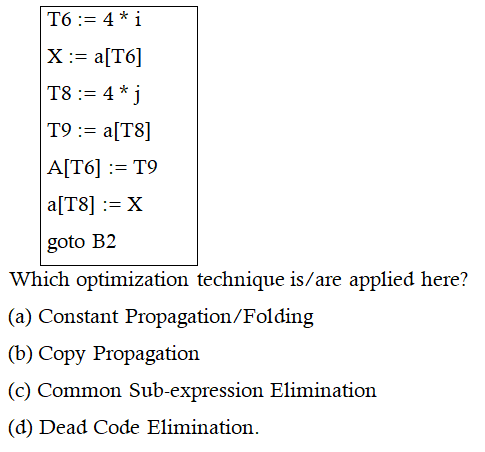 T6 := 4 * i
X := a[T6]
T8 := 4 * j
T9 := a[T8]
A[T6] := T9
a[T8] := X
goto B2
Which optimization technique is/are applied here?
(a) Constant Propagation/Folding
(b) Copy Propagation
(c) Common Sub-expression Elimination
(d) Dead Code Elimination.